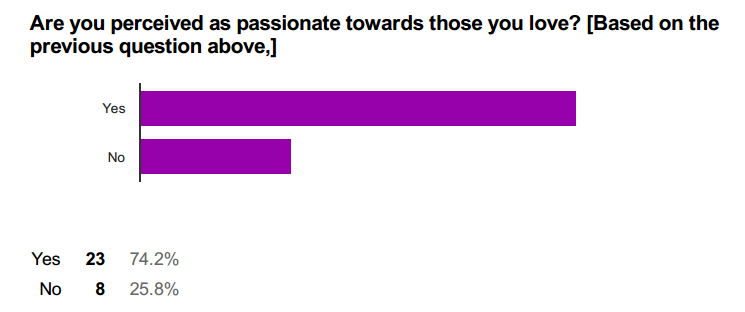 Are you perceived as passionate towards those you love? [Based on the
previous question above,]
Yes
No
Yes 23 74.2%
No 8 25.8%